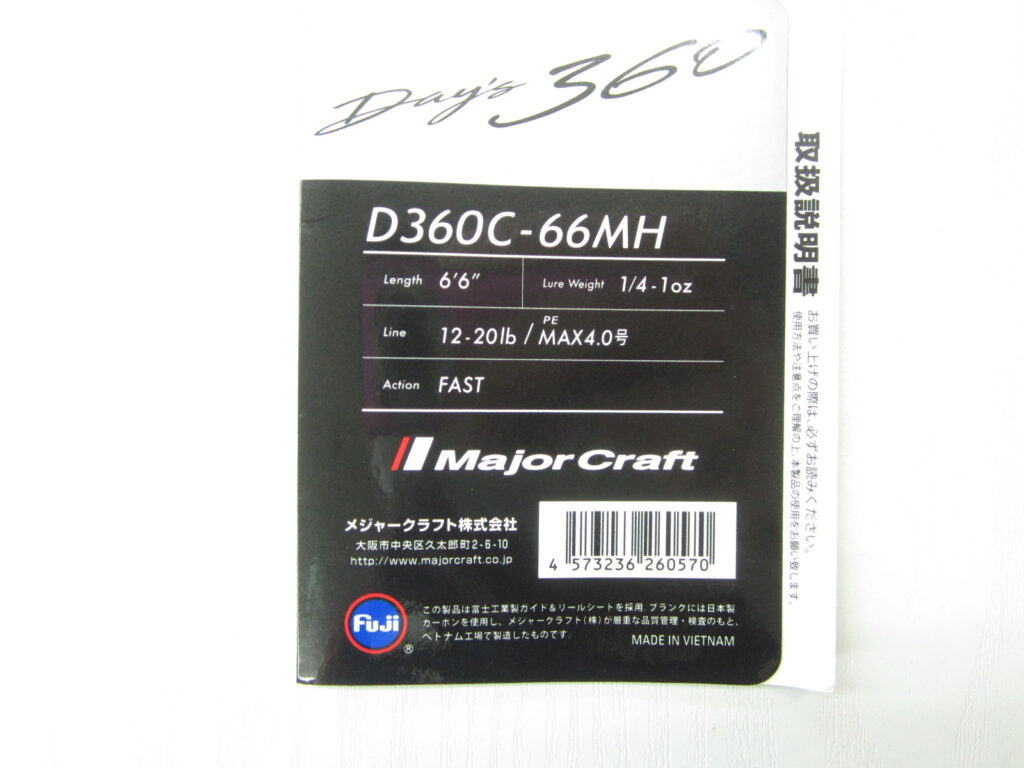 Day's 360
D360C-66MH
Length 6'6" Lure Weight 1/4-1oz
Line 12-20lb / PE MAX4.0号
Action FAST
Major Craft
メジャークラフト株式会社
大阪市中央区久太郎町2-6-10
http://www.majorcraft.co.jp
4 573236 260570
Fuji ®
この製品は富士工業製ガイド&リールシートを採用。ブランクには日本製
カーボンを使用し、メジャークラフト(株)が厳重な品質管理・検査のもと、
ベトナム工場で製造したものです。
MADE IN VIETNAM
取扱説明書
お買い上げの際は、必ずお読みください。
使用方法や注意点をご理解の上、本製品の使用をお願い致します。